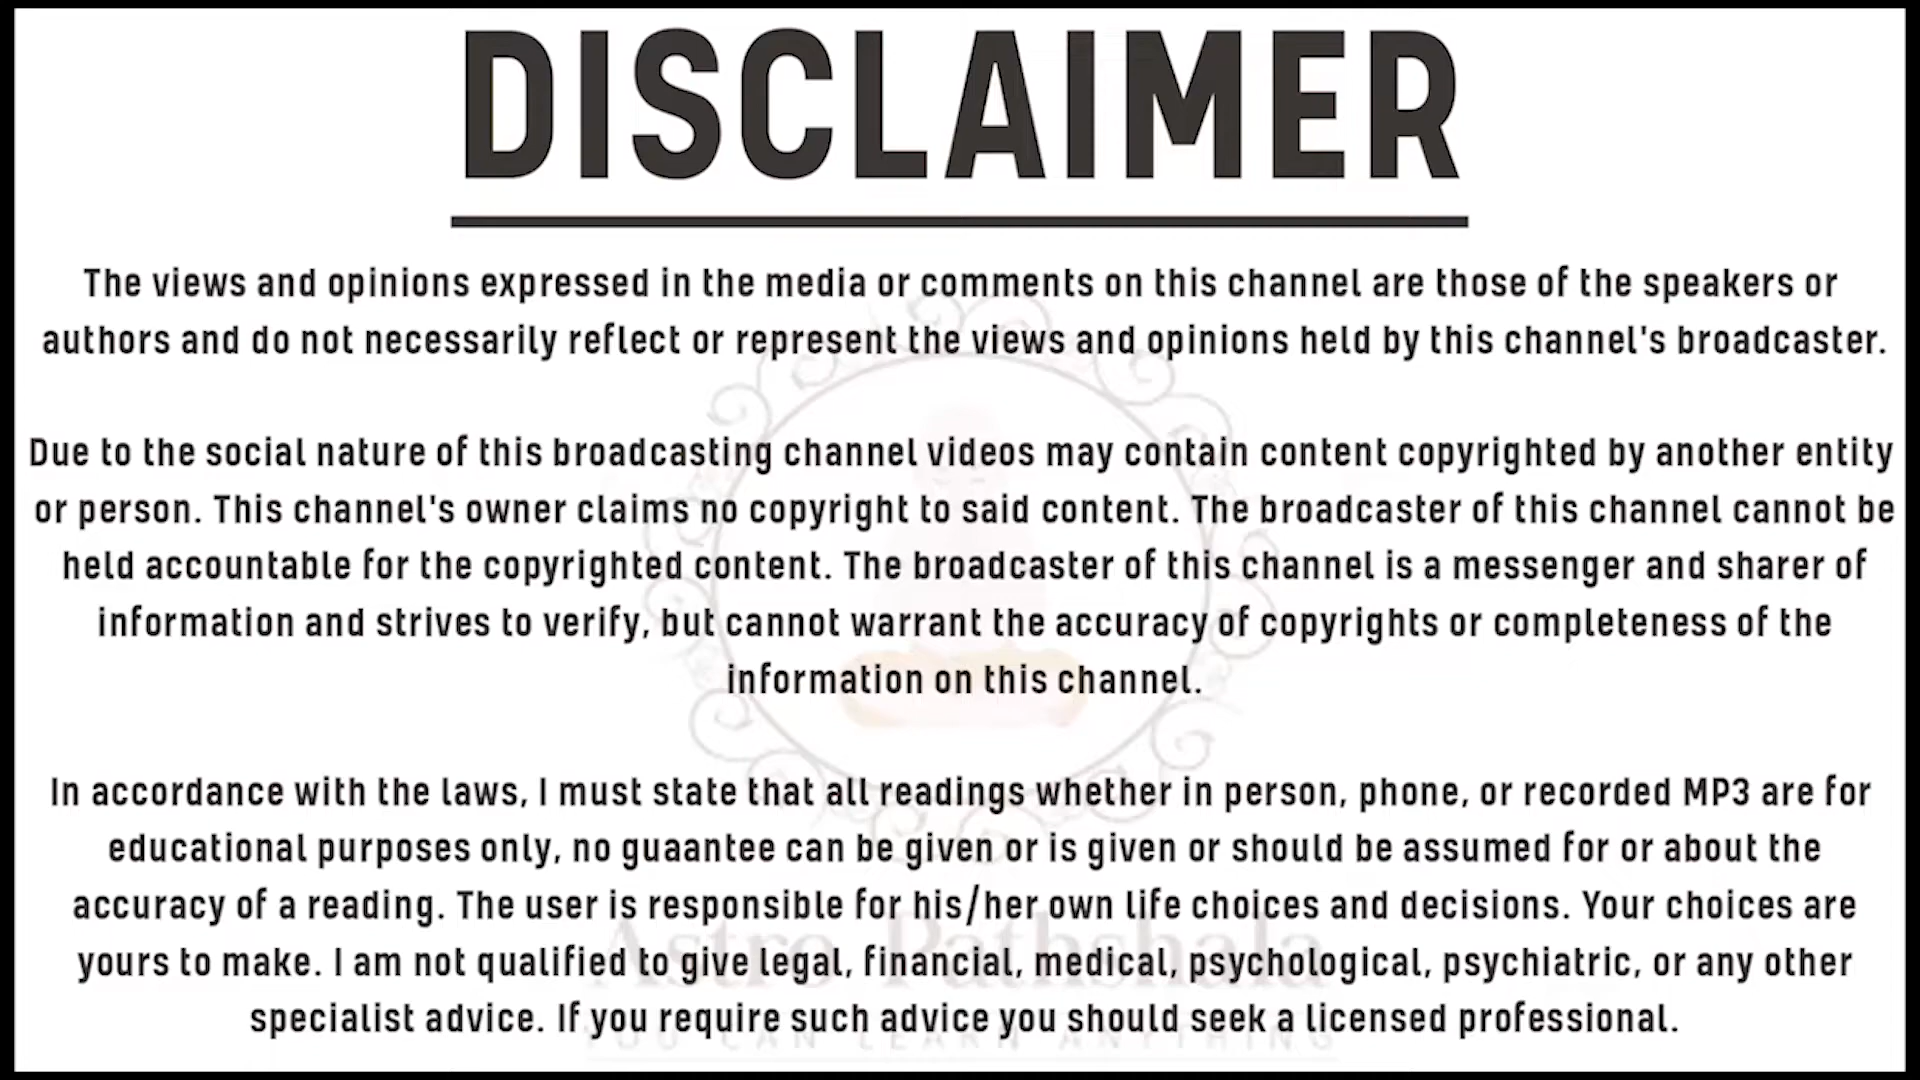 DISCLAIMER
The views and opinions expressed in the media or comments on this channel are those of the speakers or
authors and do not necessarily reflect or represent the views and opinions held by this channel's broadcaster.
Due to the social nature of this broadcasting channel videos may contain content copyrighted by another entity
or person. This channel's owner claims no copyright to said content. The broadcaster of this channel cannot be
held accountable for the copyrighted content. The broadcaster of this channel is a messenger and sharer of
information and strives to verify, but cannot warrant the accuracy of copyrights or completeness of the
information on this channel.
In accordance with the laws, I must state that all readings whether in person, phone, or recorded MP3 are for
educational purposes only, no guaantee can be given or is given or should be assumed for or about the
accuracy of a reading. The user is responsible for his/her own life choices and decisions. Your choices are
Astro Pathshala
yours to make. I am not qualified to give legal, financial, medical, psychological, psychiatric, or any other
specialist advice. If you require such advice you should seek a licensed professional.
YOU CAN LEARN ANYTHING